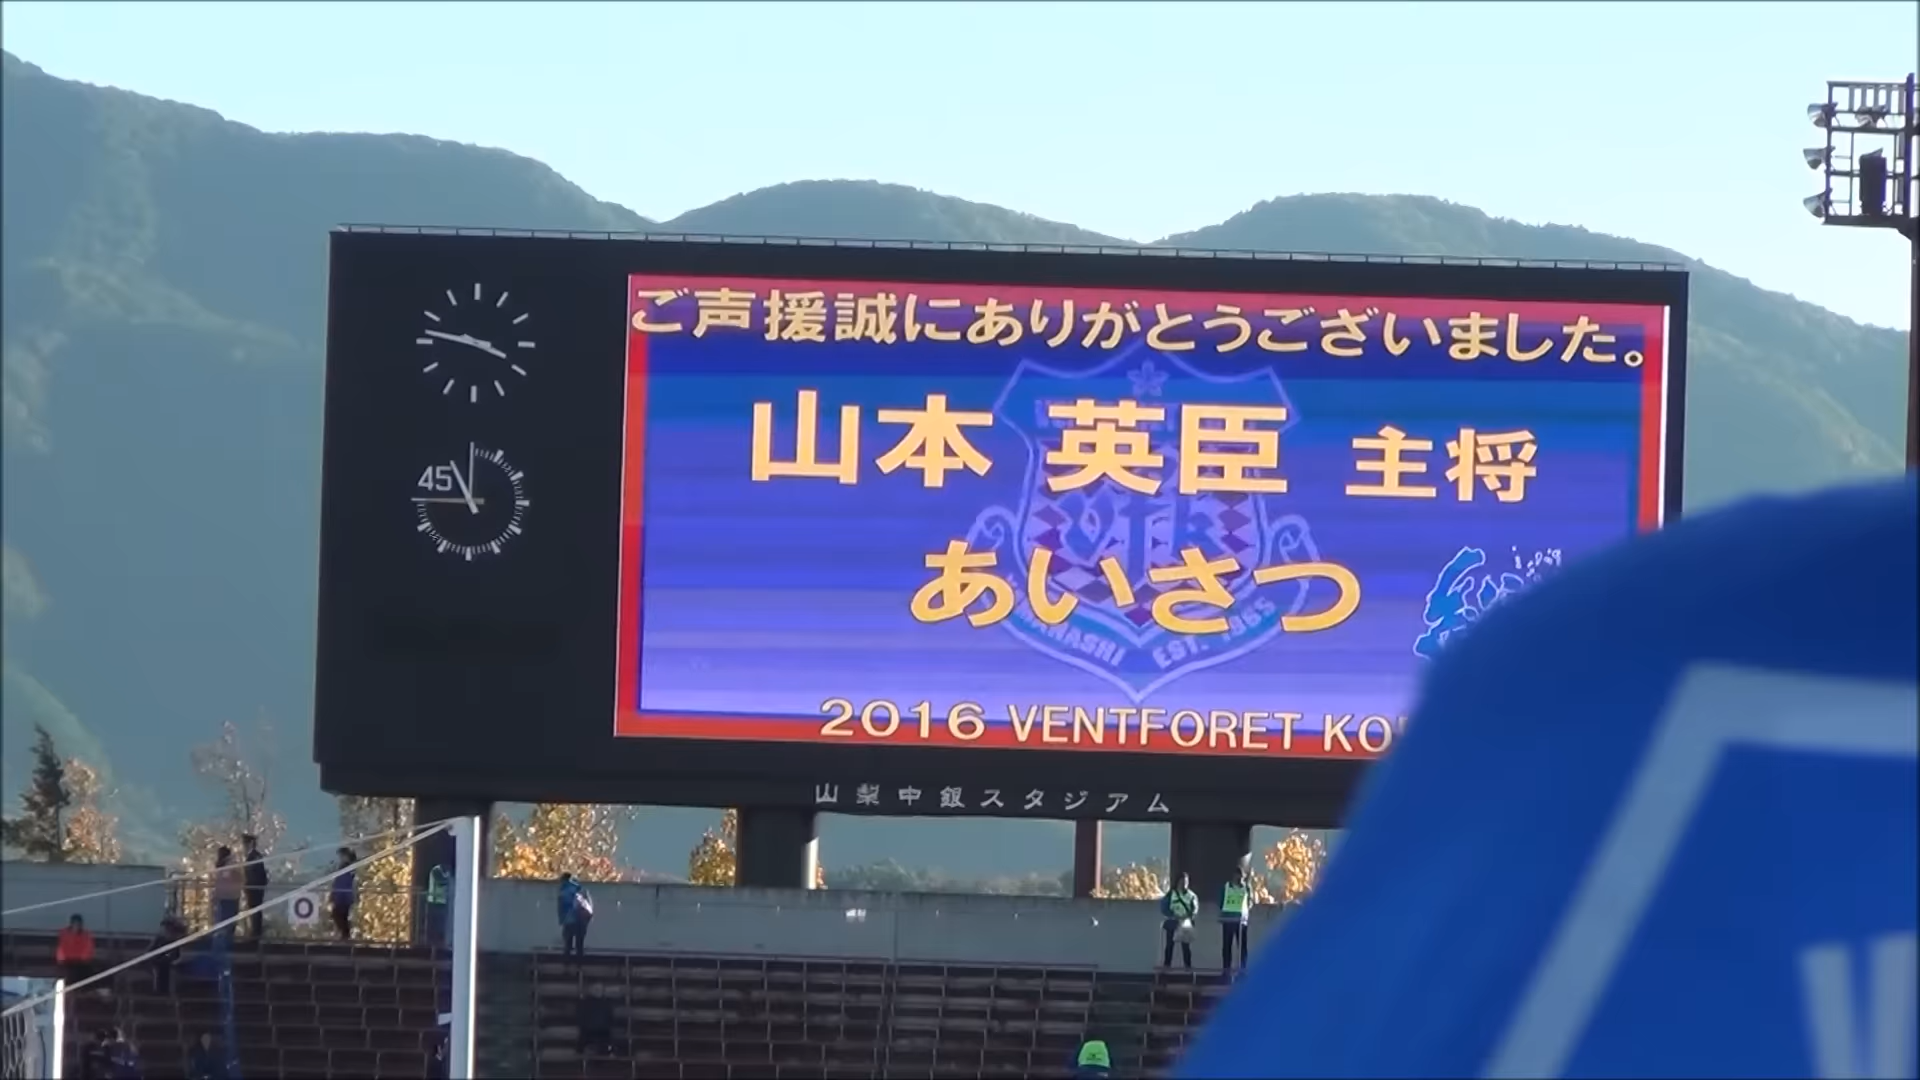 ご声援誠にありがとうございました。
45
山本 英臣 主将
あいさつ
EST. 1965
2016 VENTFORET
山梨中銀スタジアム
O